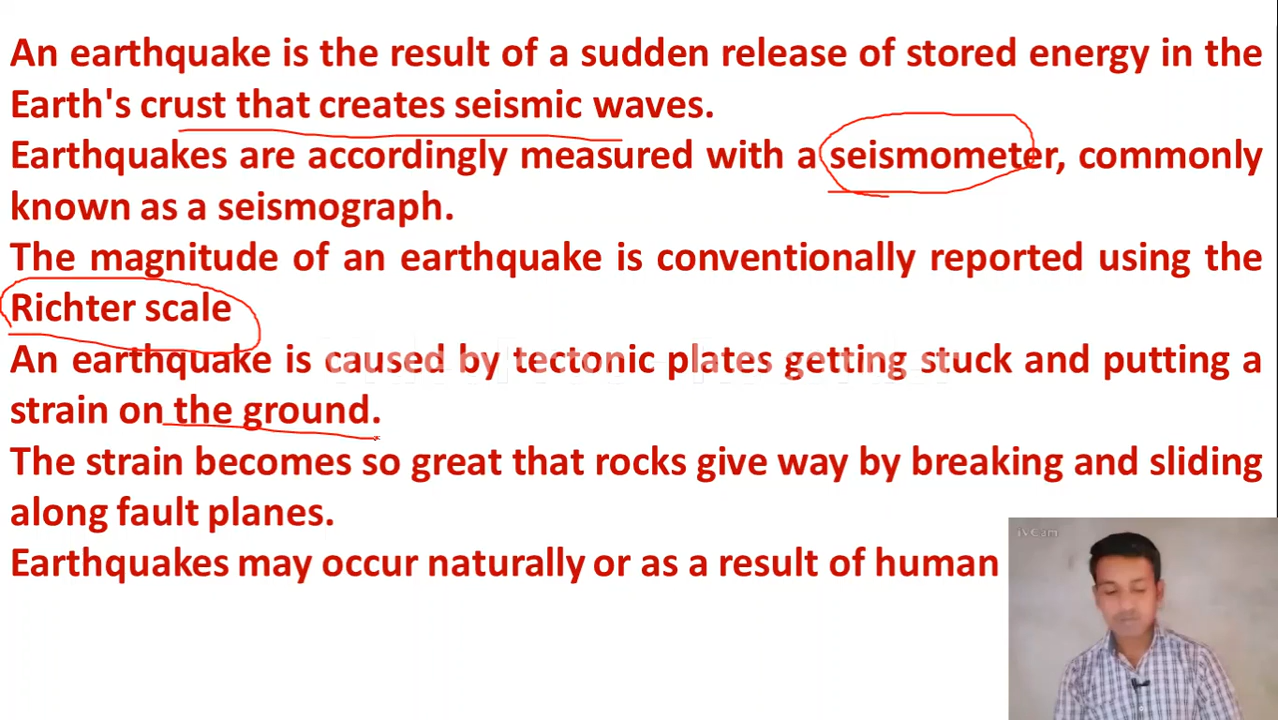 An earthquake is the result of a sudden release of stored energy in the
Earth's crust that creates seismic waves.
Earthquakes are accordingly measured with a seismometer, commonly
known as a seismograph.
The magnitude of an earthquake is conventionally reported using the
Richter scale
An earthquake is caused by tectonic plates getting stuck and putting a
strain on the ground.
The strain becomes so great that rocks give way by breaking and sliding
along fault planes.
Earthquakes may occur naturally or as a result of human
iVCam